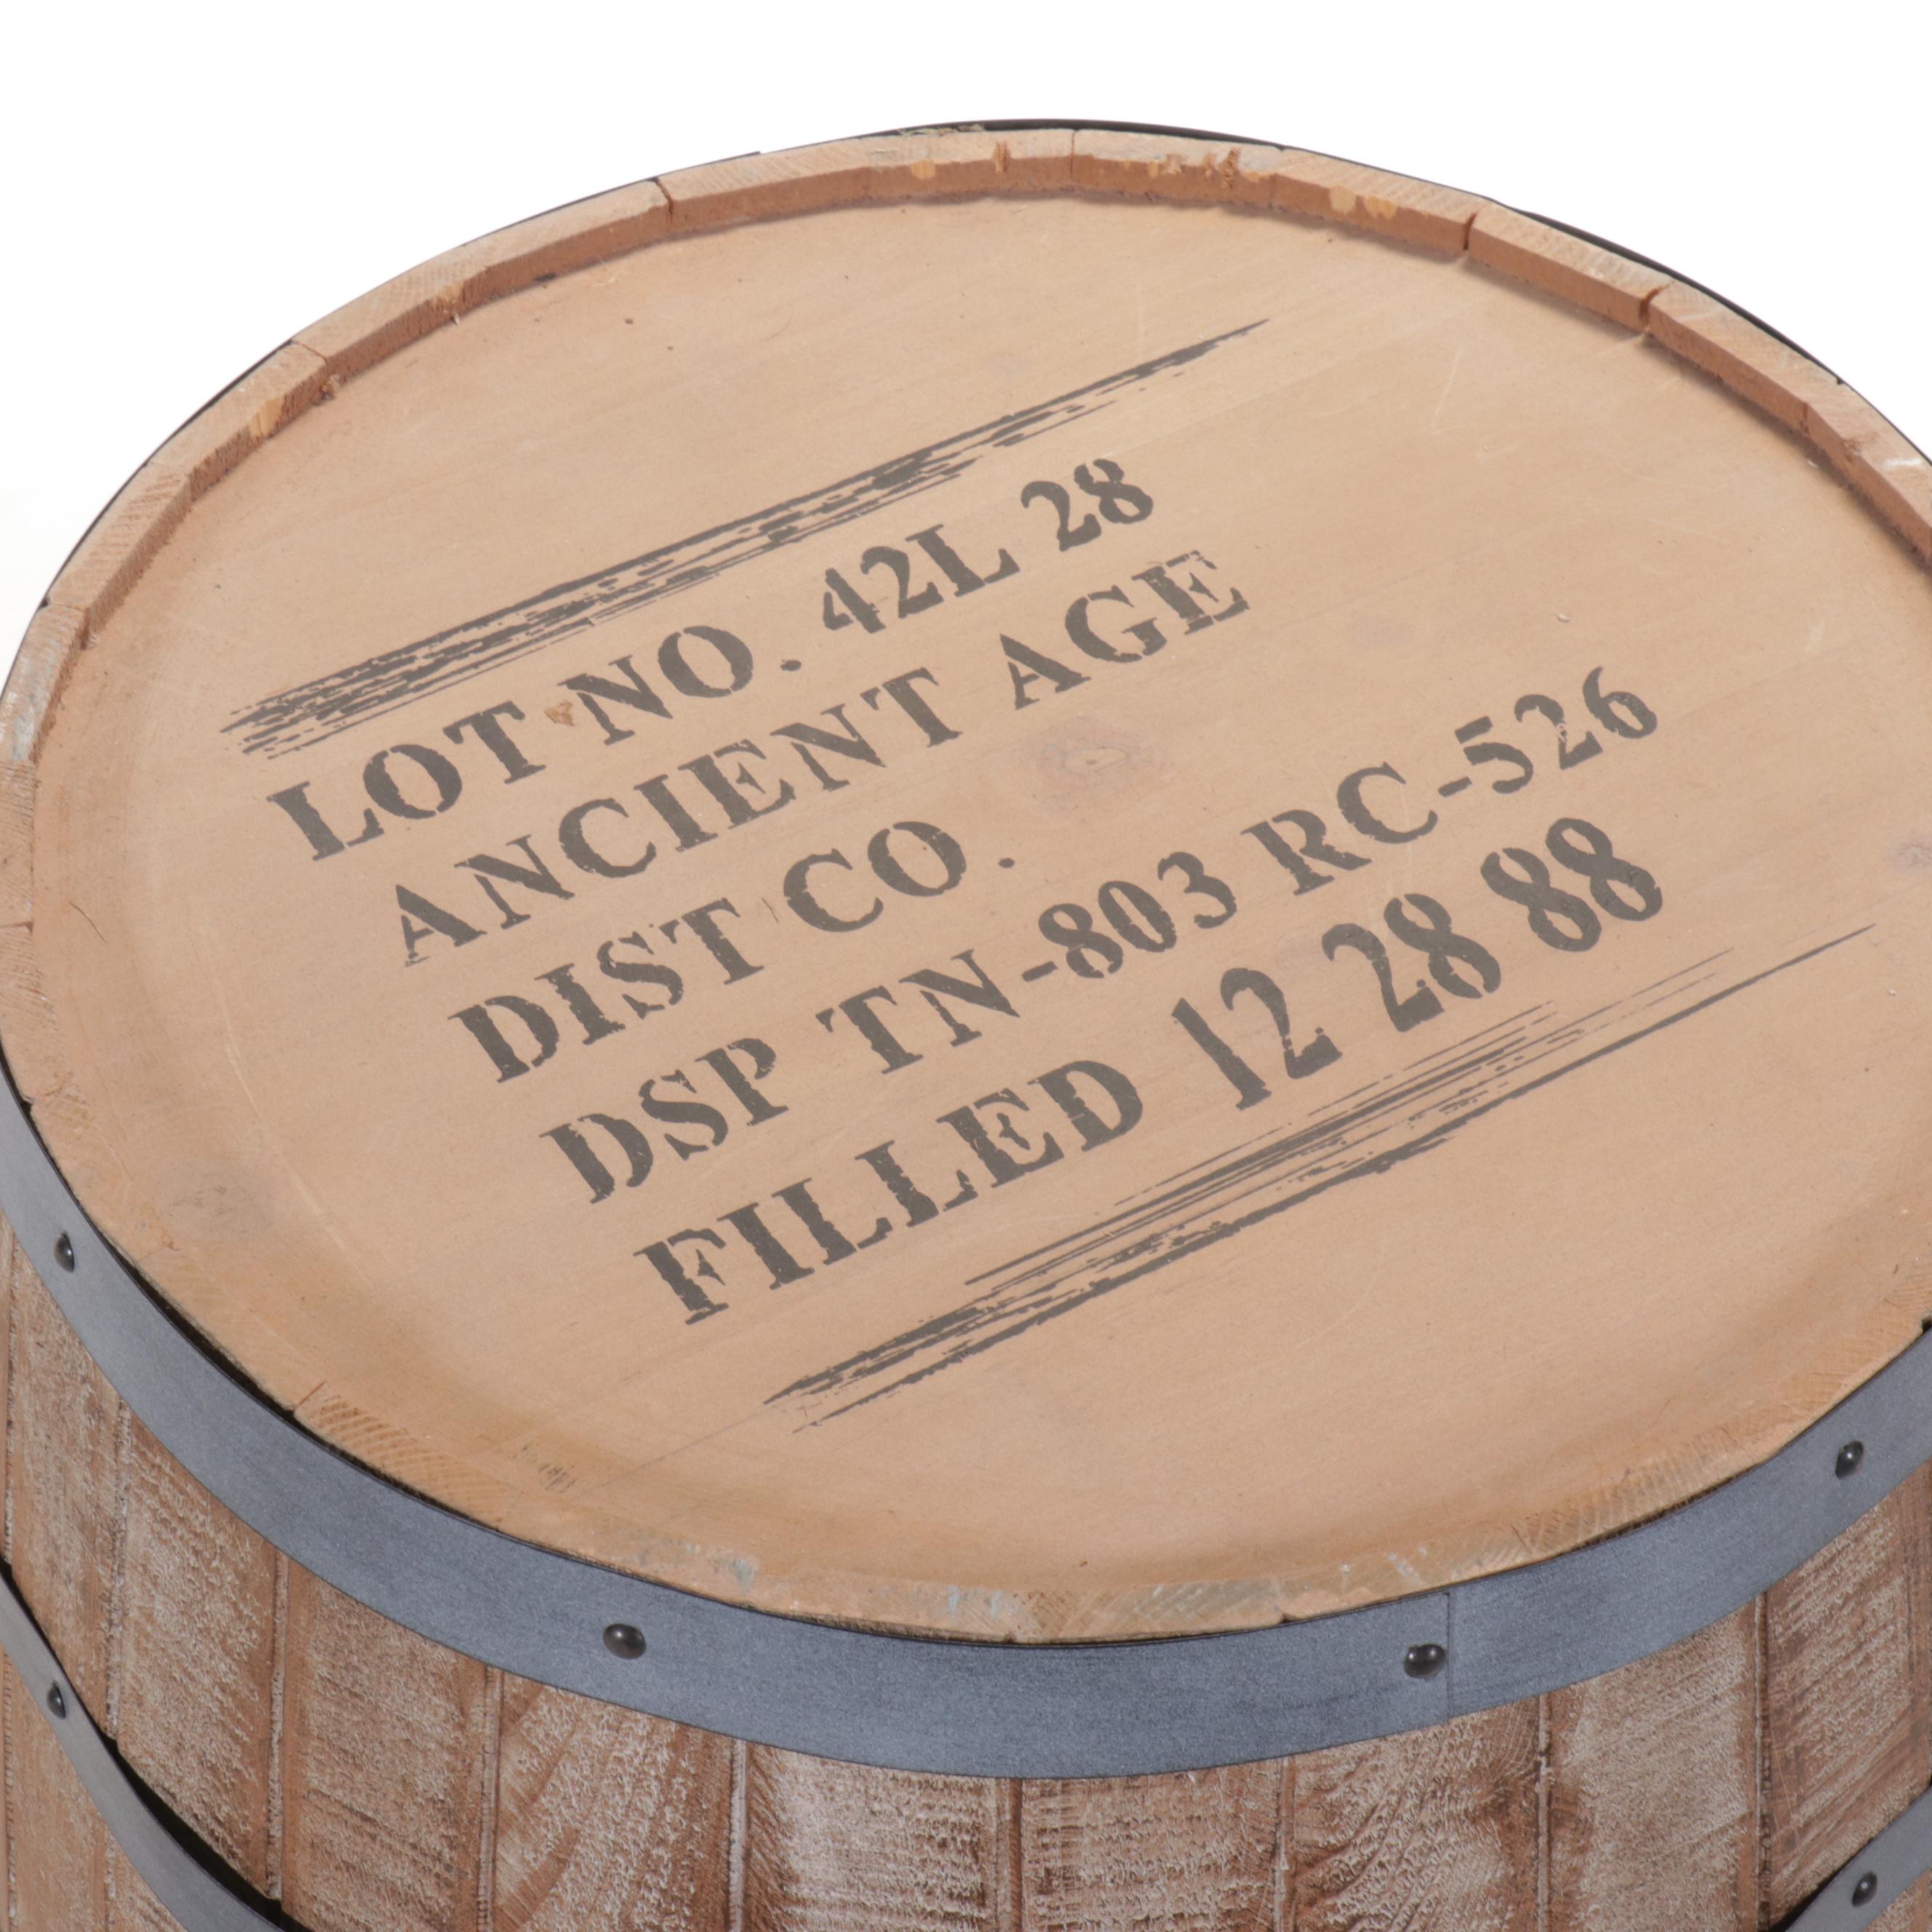 LOT NO. 42L 28
ANCIENT AGE
DIST CO.
DSP TN-803 RC-526
FILLED 12 28 88